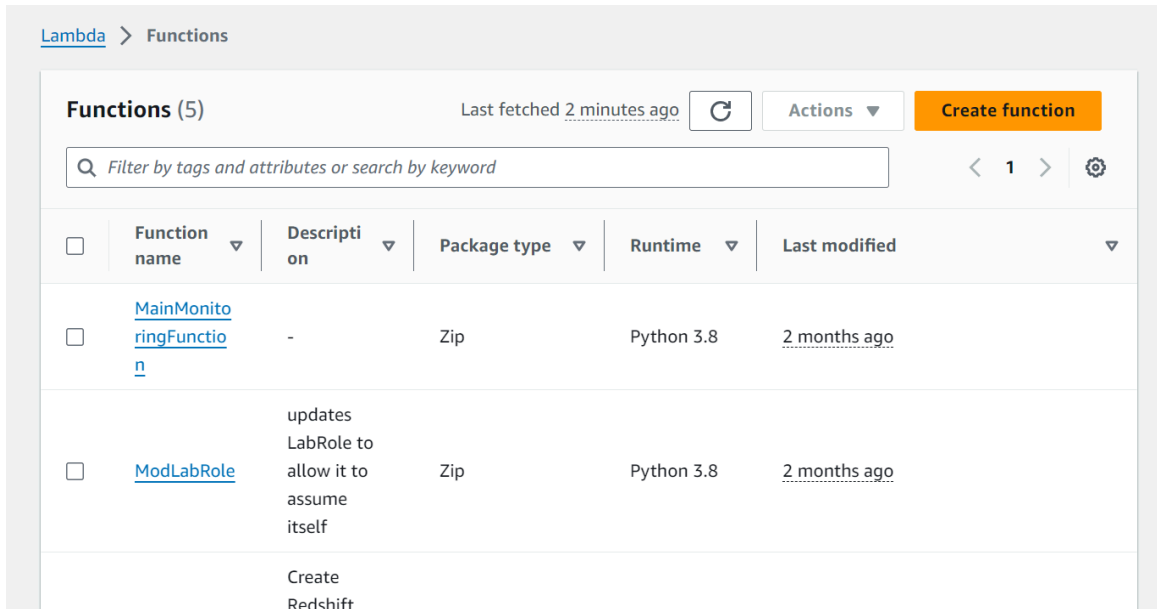 Lambda > Functions
Functions (5) Last fetched 2 minutes ago Actions Create function
Filter by tags and attributes or search by keyword 1
Function name Description Package type Runtime Last modified
MainMonito
ringFunctio
n
- Zip Python 3.8 2 months ago
ModLabRole
updates
LabRole to
allow it to
assume
itself
Zip Python 3.8 2 months ago
Create
Redshift